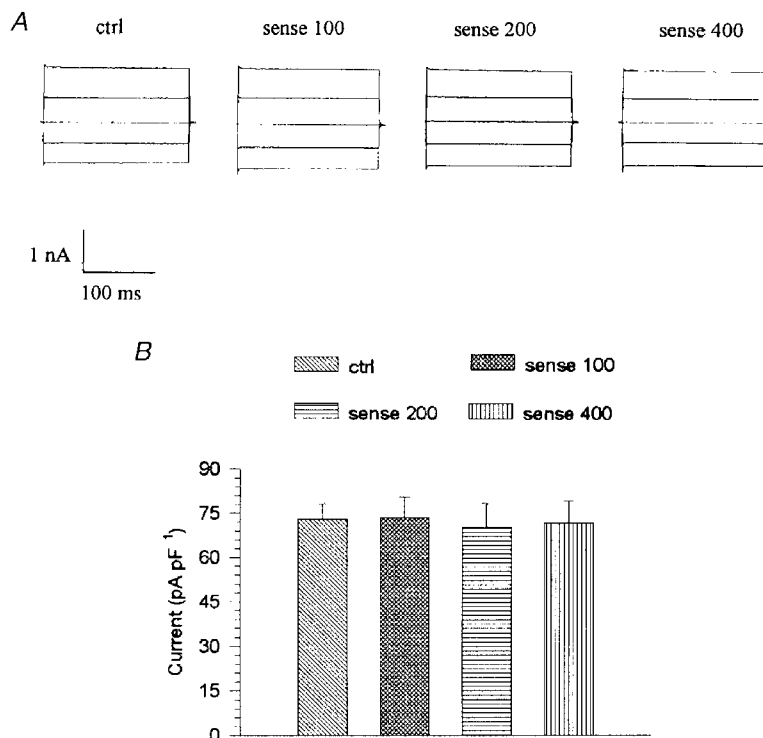 A
ctrl sense 100 sense 200 sense 400
1 nA
100 ms
B
ctrl sense 100
sense 200 sense 400
90
75
60
45
30
15
0
Current (pA pF⁻¹)